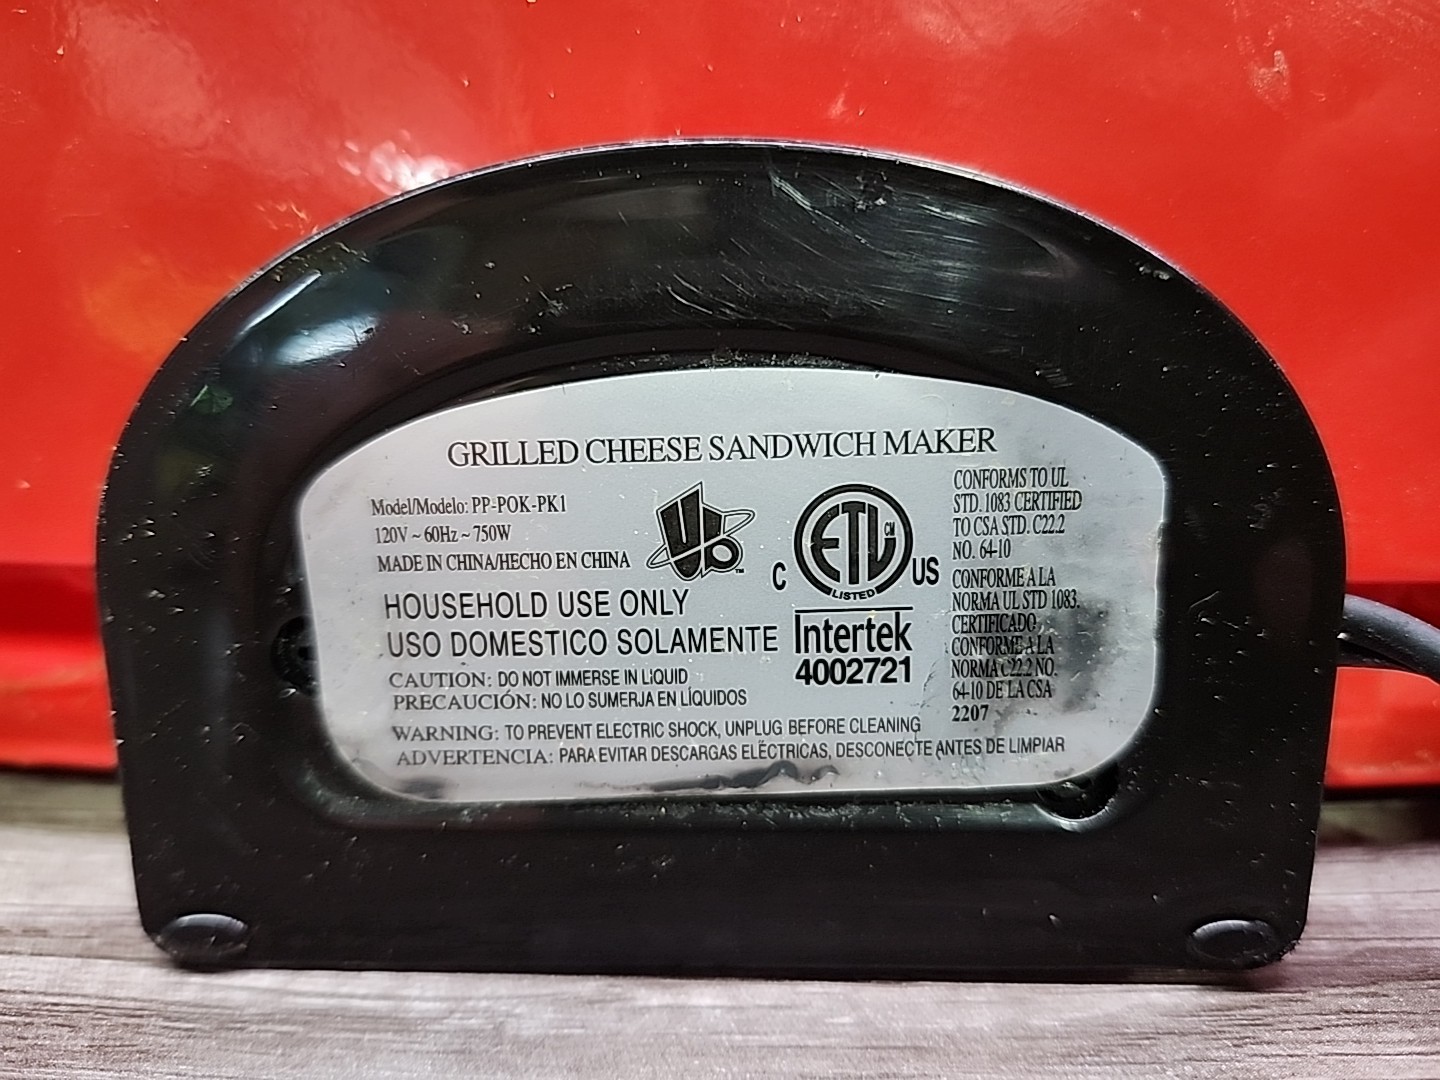 GRILLED CHEESE SANDWICH MAKER
Model/Modelo: PP-POK-PK1
120V ~ 60Hz ~ 750W
MADE IN CHINA/HECHO EN CHINA
HOUSEHOLD USE ONLY
USO DOMESTICO SOLAMENTE
CAUTION: DO NOT IMMERSE IN LIQUID
PRECAUCIÓN: NO LO SUMERJA EN LÍQUIDOS
WARNING: TO PREVENT ELECTRIC SHOCK, UNPLUG BEFORE CLEANING
ADVERTENCIA: PARA EVITAR DESCARGAS ELÉCTRICAS, DESCONECTE ANTES DE LIMPIAR
UB™
C ETL CM US
LISTED
Intertek
4002721
CONFORMS TO UL
STD. 1083 CERTIFIED
TO CSA STD. C22.2
NO. 64-10
CONFORME A LA
NORMA UL STD 1083.
CERTIFICADO
CONFORME A LA
NORMA C22.2 NO.
64-10 DE LA CSA
2207